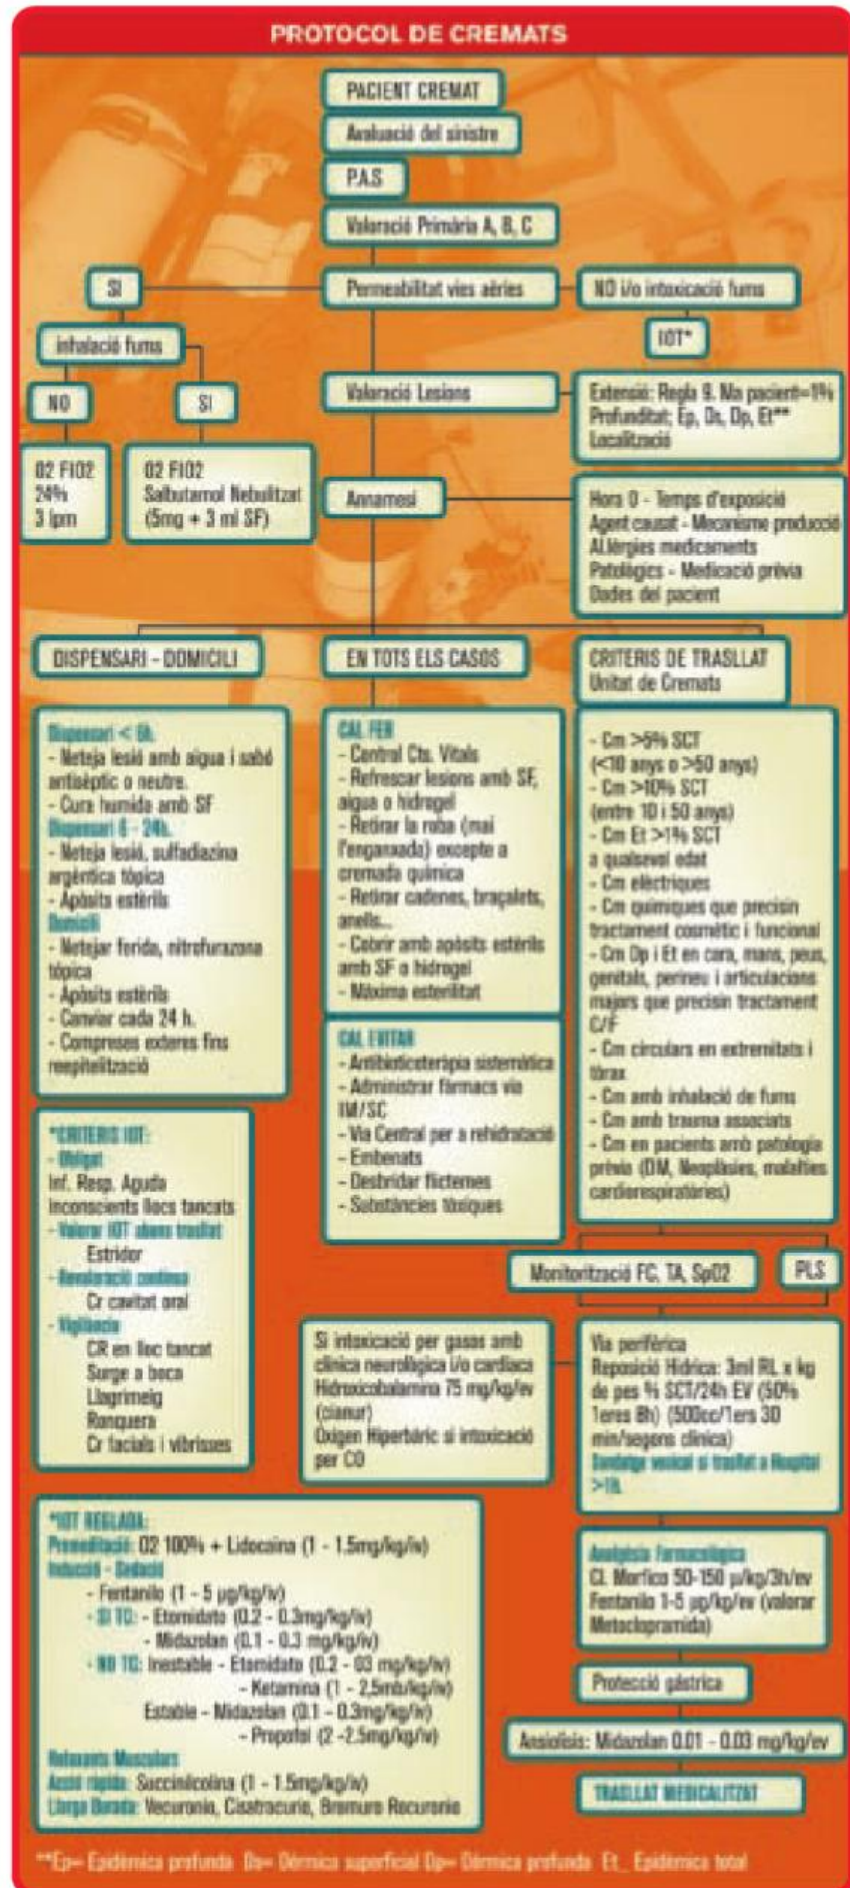 PROTOCOL DE CREMATS
PACIENT CREMAT
Avaluació del sinistre
P.A.S
Valoració Primària A, B, C
SI
Permeabilitat vies aèries
NO i/o intoxicació fums
IOT*
inhalació fums
NO
SI
Valoració Lesions
Extensió: Regla 9. Ma pacient=1%
Profunditat; Ep, Ds, Dp, Et**
Localització
O2 FIO2
24%
3 lpm
O2 FIO2
Salbutamol Nebulitzat
(5mg + 3 ml SF)
Annamesi
Hora 0 - Temps d'exposició
Agent causat - Mecanisme producció
Al.lèrgies medicaments
Patològics - Medicació prèvia
Dades del pacient
DISPENSARI - DOMICILI
EN TOTS ELS CASOS
CRITERIS DE TRASLLAT
Unitat de Cremats
Dispensari < 6h.
- Neteja lesió amb aigua i sabó
antisèptic o neutre.
- Cura humida amb SF
Dispensari 6 - 24h.
- Neteja lesió, sulfadiazina
argèntica tòpica
- Apòsits estèrils
Domicili
- Netejar ferida, nitrofurazona
tòpica
- Apòsits estèrils
- Canviar cada 24 h.
- Compreses exteres fins
reepitelització
CAL FER
- Central Cts. Vitals
- Refrescar lesions amb SF,
aigua o hidrogel
- Retirar la roba (mai
l'enganxada) excepte a
cremada química
- Retirar cadenes, braçalets,
anells...
- Cobrir amb apòsits estèrils
amb SF o hidrogel
- Màxima esterilitat
CAL EVITAR
- Antibioticoteràpia sistemàtica
- Administrar fàrmacs via
IM/SC
- Via Central per a rehidratació
- Embenats
- Desbridar flictenes
- Substàncies tòxiques
- Cm >5% SCT
(<10 anys o >50 anys)
- Cm >10% SCT
(entre 10 i 50 anys)
- Cm Et >1% SCT
a qualsevol edat
- Cm elèctriques
- Cm químiques que precisin
tractament cosmètic i funcional
- Cm Dp i Et en cara, mans, peus,
genitals, perineu i articulacions
majors que precisin tractament
C/F
- Cm circulars en extremitats i
tòrax
- Cm amb inhalació de fums
- Cm amb trauma associats
- Cm en pacients amb patologia
prèvia (DM, Neoplàsies, malalties
cardiorespiratòries)
*CRITERIS IOT:
- Obligat
Inf. Resp. Aguda
Inconscients llocs tancats
- Valorar IOT abans trasllat
Estridor
- Revaloració contínua
Cr cavitat oral
- Vigilància
CR en lloc tancat
Surge a boca
Llagrimeig
Ronquera
Cr facials i vibrisses
Monitorització FC, TA, SpO2
PLS
Si intoxicació per gasos amb
clínica neurològica i/o cardíaca
Hidroxicobalamina 75 mg/kg/ev
(cianur)
Oxigen Hiperbàric si intoxicació
per CO
Via perifèrica
Reposició Hídrica: 3ml RL x kg
de pes % SCT/24h EV (50%
1eres 8h) (500cc/1ers 30
min/segons clínica)
Sondatge vesical si trasllat a Hospital
>1h.
*IOT REGLADA:
Premeditació: O2 100% + Lidocaina (1 - 1.5mg/kg/iv)
Inducció - Sedació
- Fentanilo (1 - 5 µg/kg/iv)
- SI TC: - Etomidato (0.2 - 0.3mg/kg/iv)
- Midazolan (0.1 - 0.3 mg/kg/iv)
- NO TC: Inestable - Etomidato (0.2 - 03 mg/kg/iv)
- Ketamina (1 - 2,5mb/kg/iv)
Estable - Midazolan (0.1 - 0.3mg/kg/iv)
- Propofol (2 -2.5mg/kg/iv)
Relaxants Musculars
Acció ràpida: Succinilcolina (1 - 1.5mg/kg/iv)
Llarga Durada: Vecuronio, Cisatracurio, Bromuro Rocuronio
Analgèsia Farmacològica
Cl. Morfico 50-150 µ/kg/3h/ev
Fentanilo 1-5 µg/kg/ev (valorar
Metoclopramida)
Protecció gàstrica
Ansiolisis: Midazolan 0.01 - 0.03 mg/kg/ev
TRASLLAT MEDICALITZAT
**Ep= Epidèrmica profunda Ds= Dèrmica superficial Dp= Dèrmica profunda Et_ Epidèrmica total